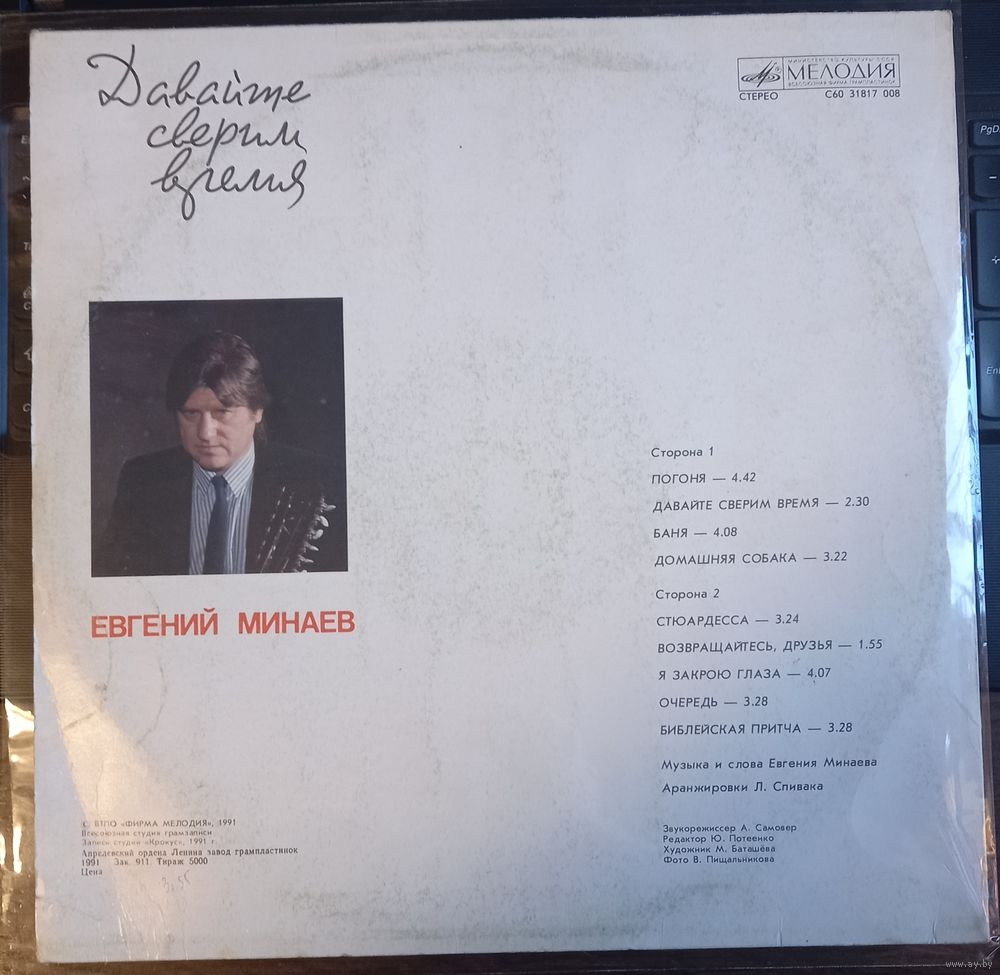 Давайте
сверим
время
МИНИСТЕРСТВО КУЛЬТУРЫ СССР
МЕЛОДИЯ
ВСЕСОЮЗНАЯ ФИРМА ГРАМПЛАСТИНОК
СТЕРЕО С60 31817 008
ЕВГЕНИЙ МИНАЕВ
Сторона 1
ПОГОНЯ — 4.42
ДАВАЙТЕ СВЕРИМ ВРЕМЯ — 2.30
БАНЯ — 4.08
ДОМАШНЯЯ СОБАКА — 3.22
Сторона 2
СТЮАРДЕССА — 3.24
ВОЗВРАЩАЙТЕСЬ, ДРУЗЬЯ — 1.55
Я ЗАКРОЮ ГЛАЗА — 4.07
ОЧЕРЕДЬ — 3.28
БИБЛЕЙСКАЯ ПРИТЧА — 3.28
Музыка и слова Евгения Минаева
Аранжировки Л. Спивака
Звукорежиссер А. Самовер
Редактор Ю. Потеенко
Художник М. Баташёва
Фото В. Пищальникова
© ВТПО «ФИРМА МЕЛОДИЯ», 1991
Всесоюзная студия грамзаписи
Запись студии «Крокус», 1991 г.
Апрелевский ордена Ленина завод грампластинок
1991 Зак. 911 Тираж 5000
Цена
PgD
www.ay.by